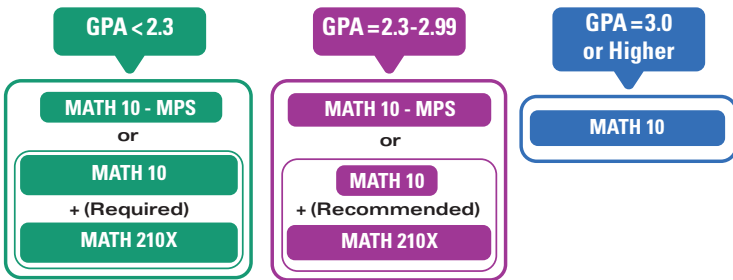 GPA < 2.3
MATH 10 - MPS
or
MATH 10
+ (Required)
MATH 210X
GPA = 2.3-2.99
MATH 10 - MPS
or
MATH 10
+ (Recommended)
MATH 210X
GPA = 3.0
or Higher
MATH 10